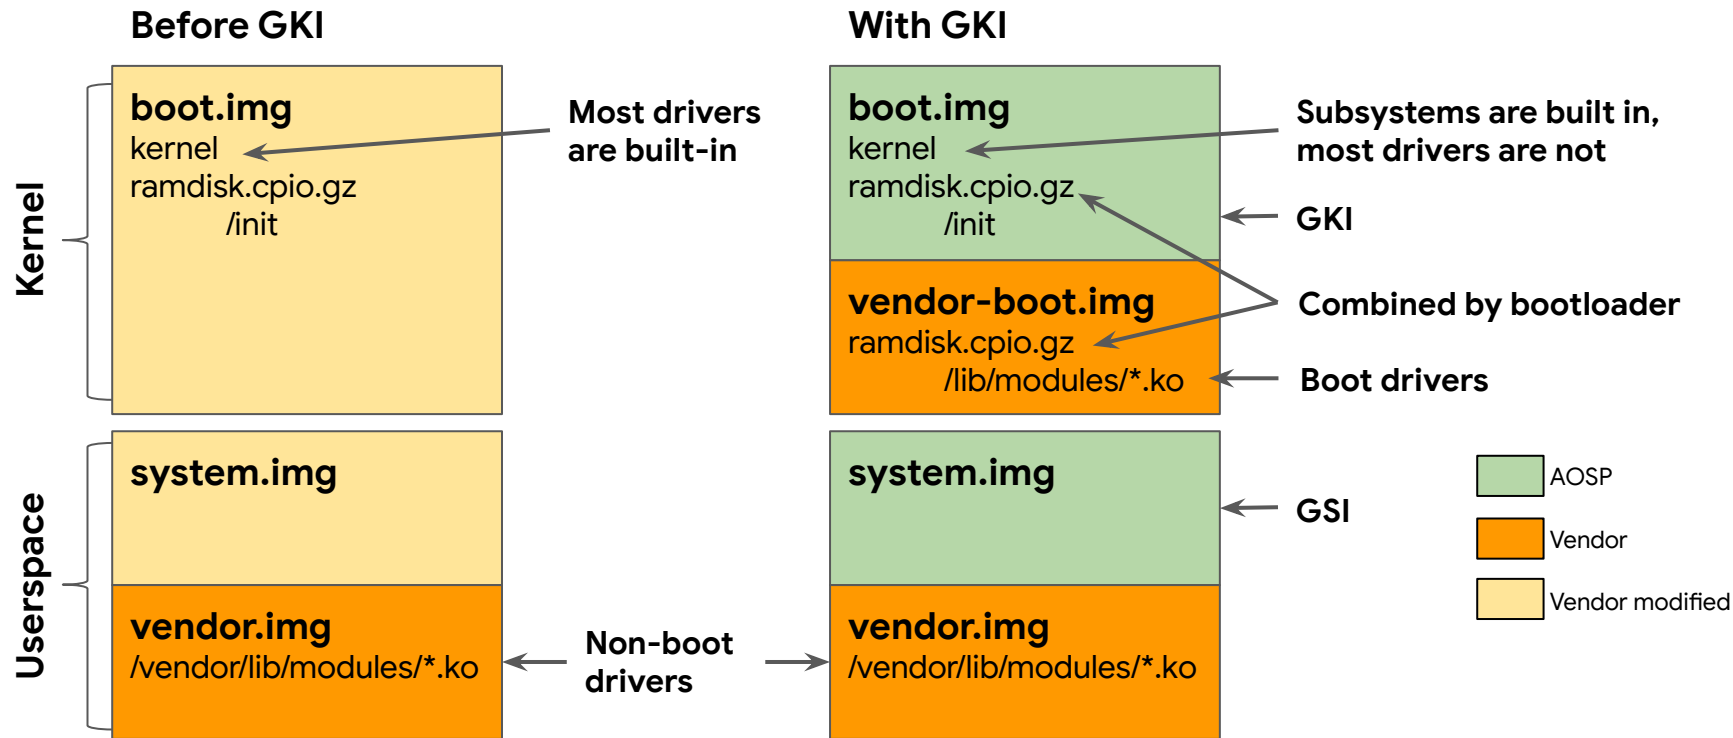 Before GKI
With GKI
Kernel
boot.img
kernel
ramdisk.cpio.gz
/init
Most drivers
are built-in
boot.img
kernel
ramdisk.cpio.gz
/init
Subsystems are built in,
most drivers are not
GKI
vendor-boot.img
ramdisk.cpio.gz
/lib/modules/*.ko
Combined by bootloader
Boot drivers
Userspace
system.img
vendor.img
/vendor/lib/modules/*.ko
Non-boot
drivers
system.img
GSI
vendor.img
/vendor/lib/modules/*.ko
AOSP
Vendor
Vendor modified